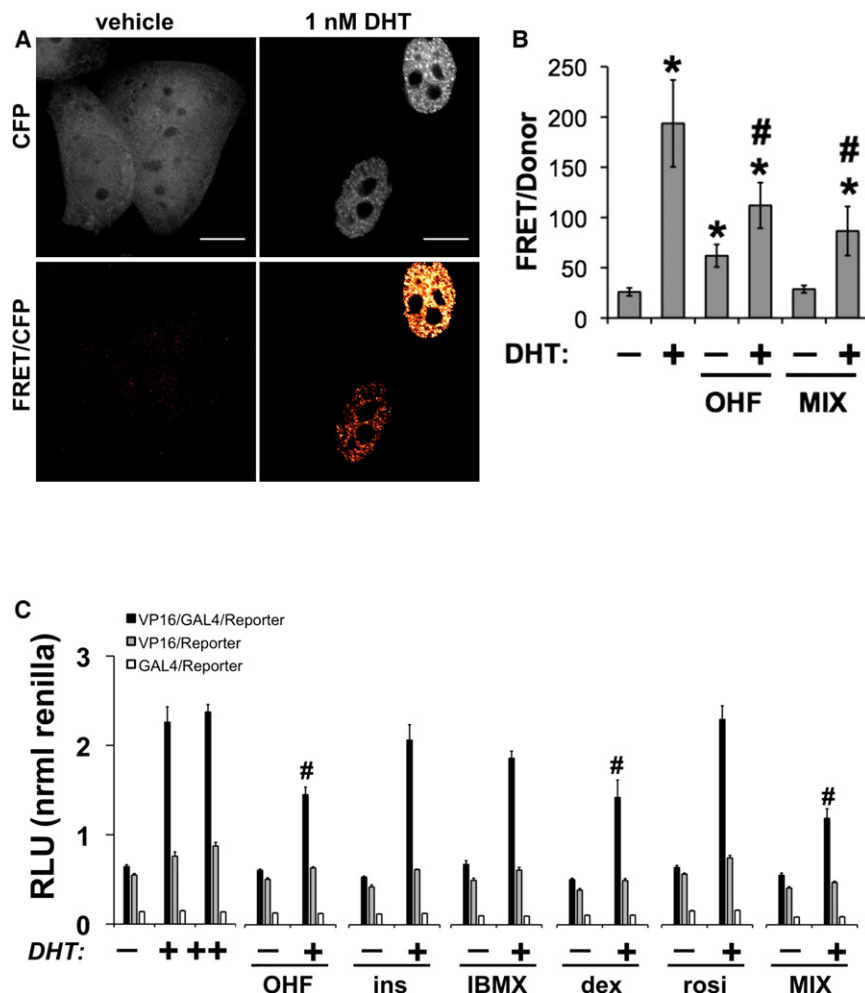 A
vehicle
1 nM DHT
CFP
FRET/CFP
B
FRET/Donor
250
200
150
100
50
0
*
*
#
*
#
*
DHT: − + − + − +
OHF MIX
C
VP16/GAL4/Reporter
VP16/Reporter
GAL4/Reporter
RLU (nrml renilla)
3
2
1
0
#
#
#
DHT: − + ++ − + − + − + − + − + − +
OHF ins IBMX dex rosi MIX